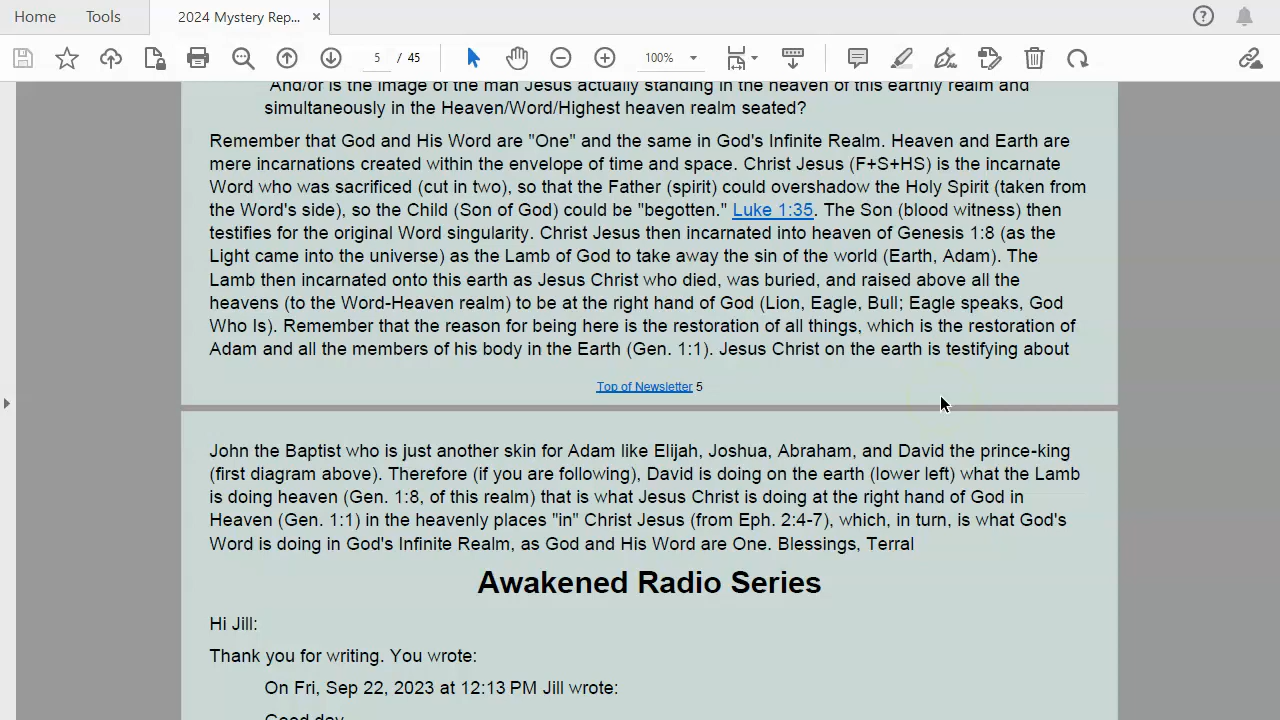 Home
Tools
2024 Mystery Rep...
5 / 45
100%
And/or is the image of the man Jesus actually standing in the heaven of this earthly realm and
simultaneously in the Heaven/Word/Highest heaven realm seated?
Remember that God and His Word are "One" and the same in God's Infinite Realm. Heaven and Earth are
mere incarnations created within the envelope of time and space. Christ Jesus (F+S+HS) is the incarnate
Word who was sacrificed (cut in two), so that the Father (spirit) could overshadow the Holy Spirit (taken from
the Word's side), so the Child (Son of God) could be "begotten." Luke 1:35. The Son (blood witness) then
testifies for the original Word singularity. Christ Jesus then incarnated into heaven of Genesis 1:8 (as the
Light came into the universe) as the Lamb of God to take away the sin of the world (Earth, Adam). The
Lamb then incarnated onto this earth as Jesus Christ who died, was buried, and raised above all the
heavens (to the Word-Heaven realm) to be at the right hand of God (Lion, Eagle, Bull; Eagle speaks, God
Who Is). Remember that the reason for being here is the restoration of all things, which is the restoration of
Adam and all the members of his body in the Earth (Gen. 1:1). Jesus Christ on the earth is testifying about
Top of Newsletter 5
John the Baptist who is just another skin for Adam like Elijah, Joshua, Abraham, and David the prince-king
(first diagram above). Therefore (if you are following), David is doing on the earth (lower left) what the Lamb
is doing heaven (Gen. 1:8, of this realm) that is what Jesus Christ is doing at the right hand of God in
Heaven (Gen. 1:1) in the heavenly places "in" Christ Jesus (from Eph. 2:4-7), which, in turn, is what God's
Word is doing in God's Infinite Realm, as God and His Word are One. Blessings, Terral
Awakened Radio Series
Hi Jill:
Thank you for writing. You wrote:
On Fri, Sep 22, 2023 at 12:13 PM Jill wrote:
Good day